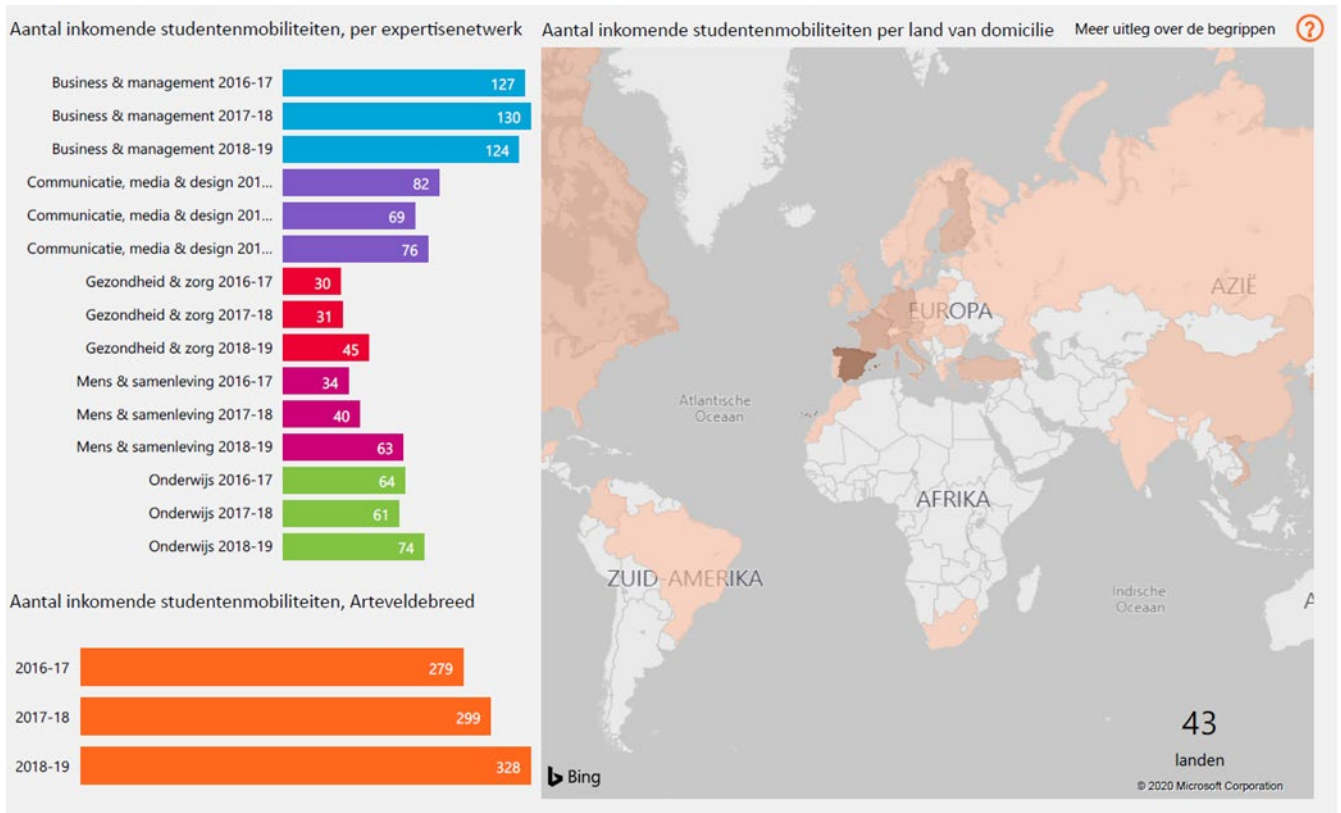 Aantal inkomende studentenmobiliteiten, per expertisenetwerk
Business & management 2016-17 127
Business & management 2017-18 130
Business & management 2018-19 124
Communicatie, media & design 201... 82
Communicatie, media & design 201... 69
Communicatie, media & design 201... 76
Gezondheid & zorg 2016-17 30
Gezondheid & zorg 2017-18 31
Gezondheid & zorg 2018-19 45
Mens & samenleving 2016-17 34
Mens & samenleving 2017-18 40
Mens & samenleving 2018-19 63
Onderwijs 2016-17 64
Onderwijs 2017-18 61
Onderwijs 2018-19 74
Aantal inkomende studentenmobiliteiten, Arteveldebreed
2016-17 279
2017-18 299
2018-19 328
Aantal inkomende studentenmobiliteiten per land van domicilie
Meer uitleg over de begrippen ?
AZIË
EUROPA
Atlantische
Oceaan
AFRIKA
ZUID-AMERIKA
Indische
Oceaan
A
43
landen
Bing
© 2020 Microsoft Corporation